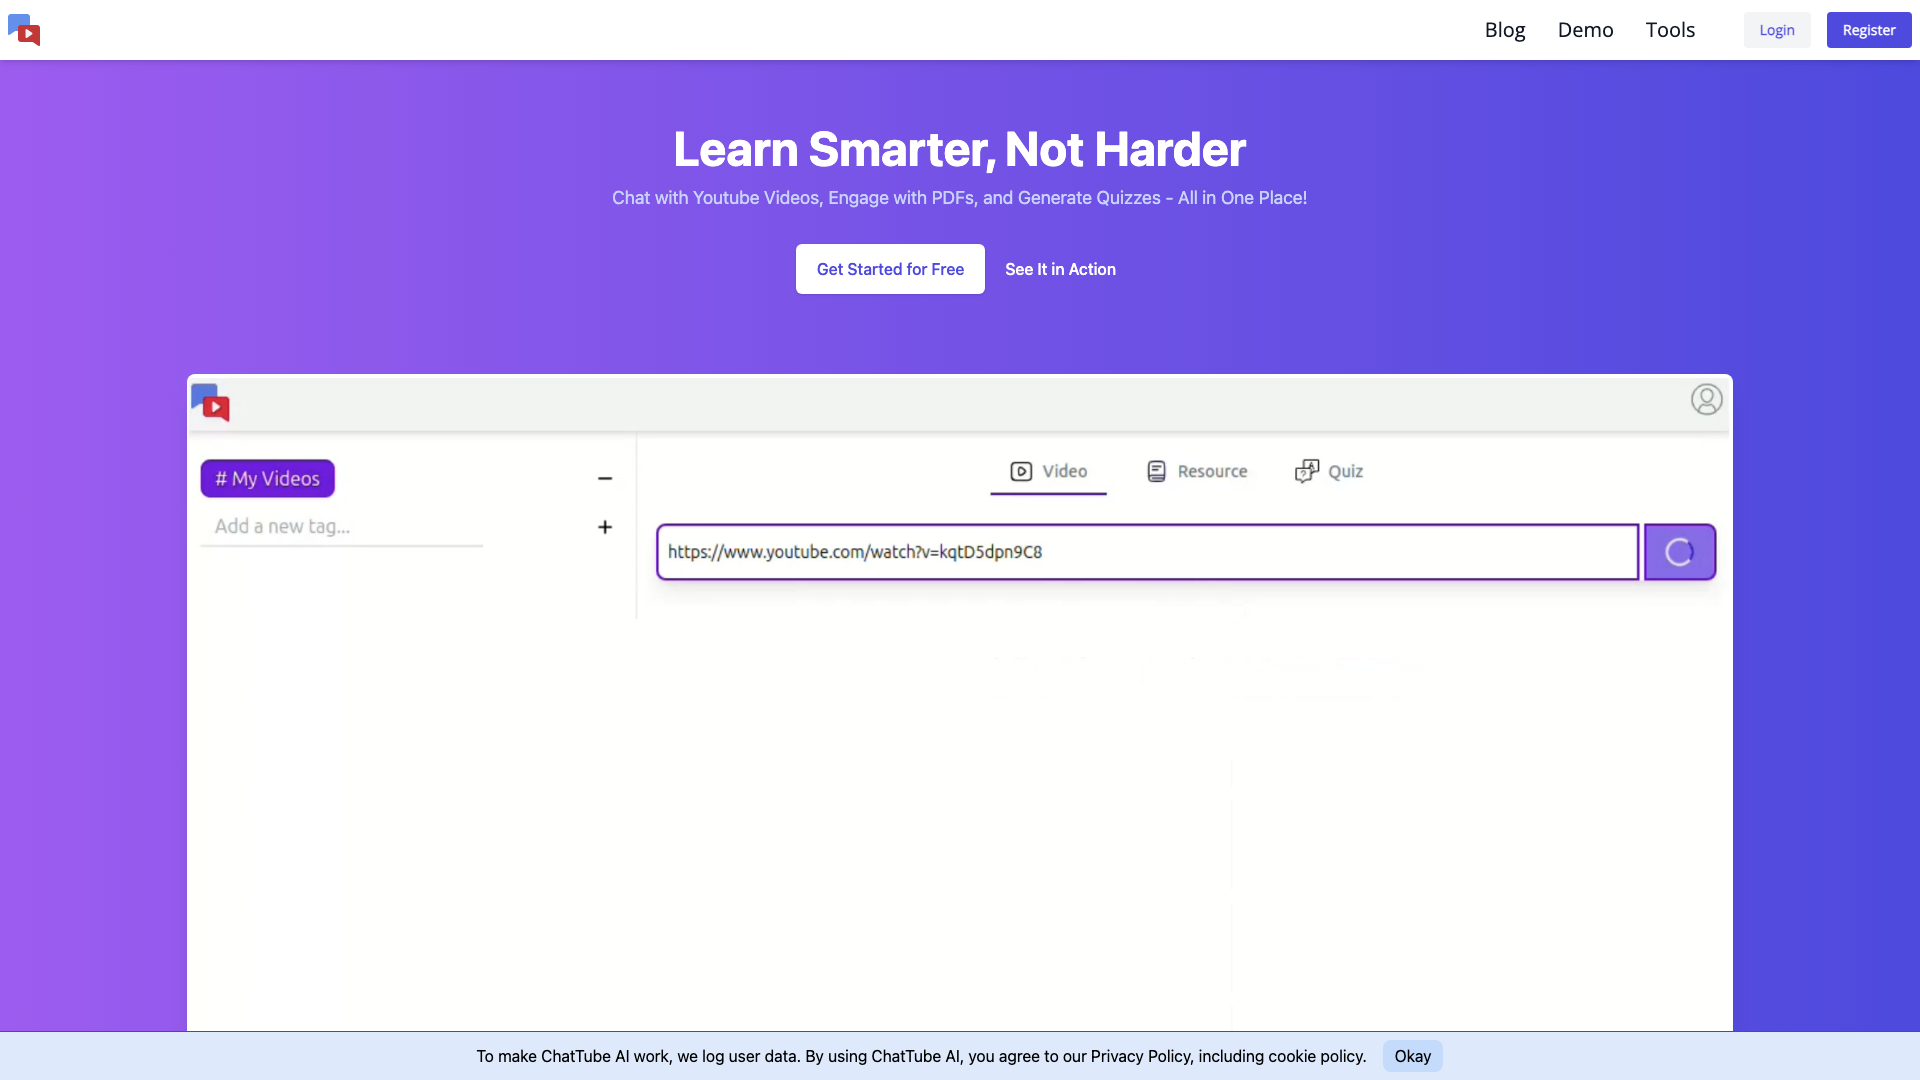 Blog Demo Tools Login Register
Learn Smarter, Not Harder
Chat with Youtube Videos, Engage with PDFs, and Generate Quizzes - All in One Place!
Get Started for Free See It in Action
# My Videos
Add a new tag...
Video Resource Quiz
https://www.youtube.com/watch?v=kqtD5dpn9C8
To make ChatTube AI work, we log user data. By using ChatTube AI, you agree to our Privacy Policy, including cookie policy. Okay